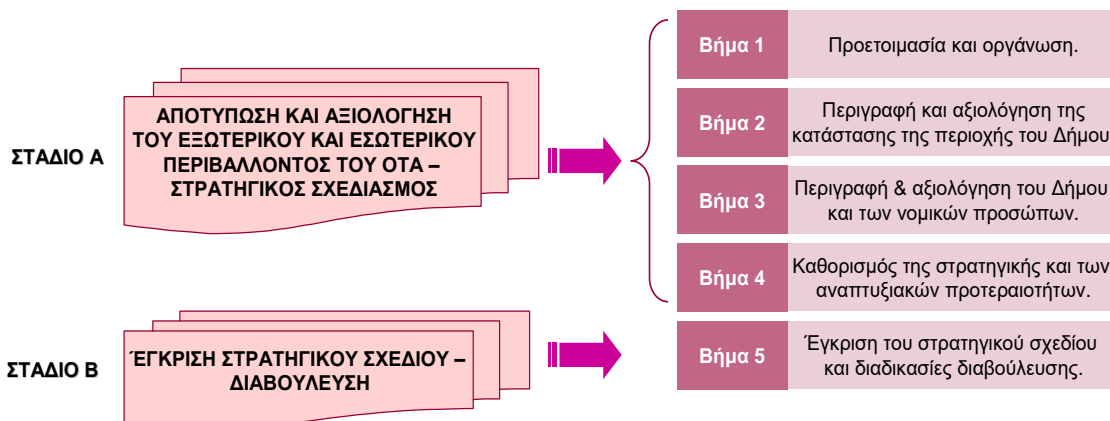 ΣΤΑΔΙΟ Α
ΑΠΟΤΥΠΩΣΗ ΚΑΙ ΑΞΙΟΛΟΓΗΣΗ
ΤΟΥ ΕΞΩΤΕΡΙΚΟΥ ΚΑΙ ΕΣΩΤΕΡΙΚΟΥ
ΠΕΡΙΒΑΛΛΟΝΤΟΣ ΤΟΥ ΟΤΑ –
ΣΤΡΑΤΗΓΙΚΟΣ ΣΧΕΔΙΑΣΜΟΣ
Βήμα 1
Προετοιμασία και οργάνωση.
Βήμα 2
Περιγραφή και αξιολόγηση της
κατάστασης της περιοχής του Δήμου
Βήμα 3
Περιγραφή & αξιολόγηση του Δήμου
και των νομικών προσώπων.
Βήμα 4
Καθορισμός της στρατηγικής και των
αναπτυξιακών προτεραιοτήτων.
ΣΤΑΔΙΟ Β
ΈΓΚΡΙΣΗ ΣΤΡΑΤΗΓΙΚΟΥ ΣΧΕΔΙΟΥ –
ΔΙΑΒΟΥΛΕΥΣΗ
Βήμα 5
Έγκριση του στρατηγικού σχεδίου
και διαδικασίες διαβούλευσης.